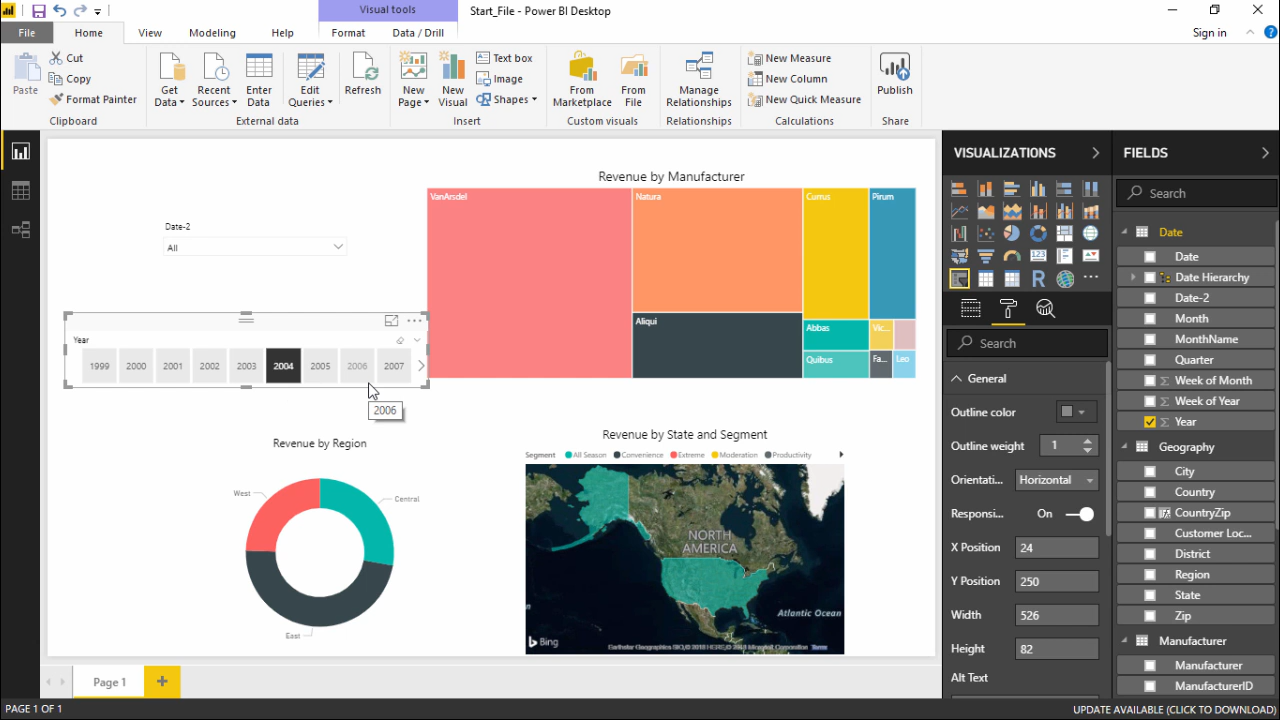 Visual tools
Start_File - Power BI Desktop
File
Home
View
Modeling
Help
Format
Data / Drill
Sign in
Paste
Cut
Copy
Format Painter
Clipboard
Get Data
Recent Sources
Enter Data
Edit Queries
External data
Refresh
New Page
New Visual
Text box
Image
Shapes
Insert
From Marketplace
From File
Custom visuals
Manage Relationships
Relationships
New Measure
New Column
New Quick Measure
Calculations
Publish
Share
Date-2
All
Year
1999 2000 2001 2002 2003 2004 2005 2006 2007
2006
Revenue by Manufacturer
VanArsdel
Natura
Aliqui
Currus
Pirum
Abbas
Vic...
Quibus
Fa...
Leo
Revenue by Region
West
Central
East
Revenue by State and Segment
Segment All Season Convenience Extreme Moderation Productivity
NORTH AMERICA
Atlantic Ocean
Bing
Terms
VISUALIZATIONS
R
Search
General
Outline color
Outline weight 1
Orientati... Horizontal
Responsi... On
X Position 24
Y Position 250
Width 526
Height 82
Alt Text
FIELDS
Search
Date
Date
Date Hierarchy
Date-2
Month
MonthName
Quarter
Week of Month
Week of Year
Year
Geography
City
Country
CountryZip
Customer Loc...
District
Region
State
Zip
Manufacturer
Manufacturer
ManufacturerID
Page 1
PAGE 1 OF 1
UPDATE AVAILABLE (CLICK TO DOWNLOAD)